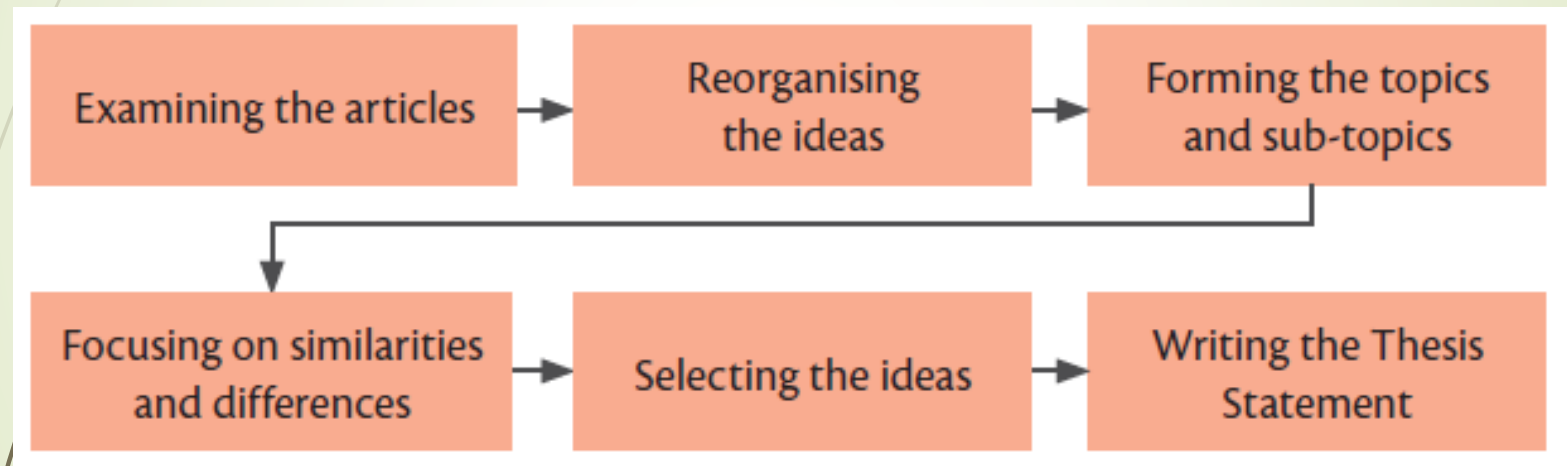 Examining the articles
Reorganising
the ideas
Forming the topics
and sub-topics
Focusing on similarities
and differences
Selecting the ideas
Writing the Thesis
Statement